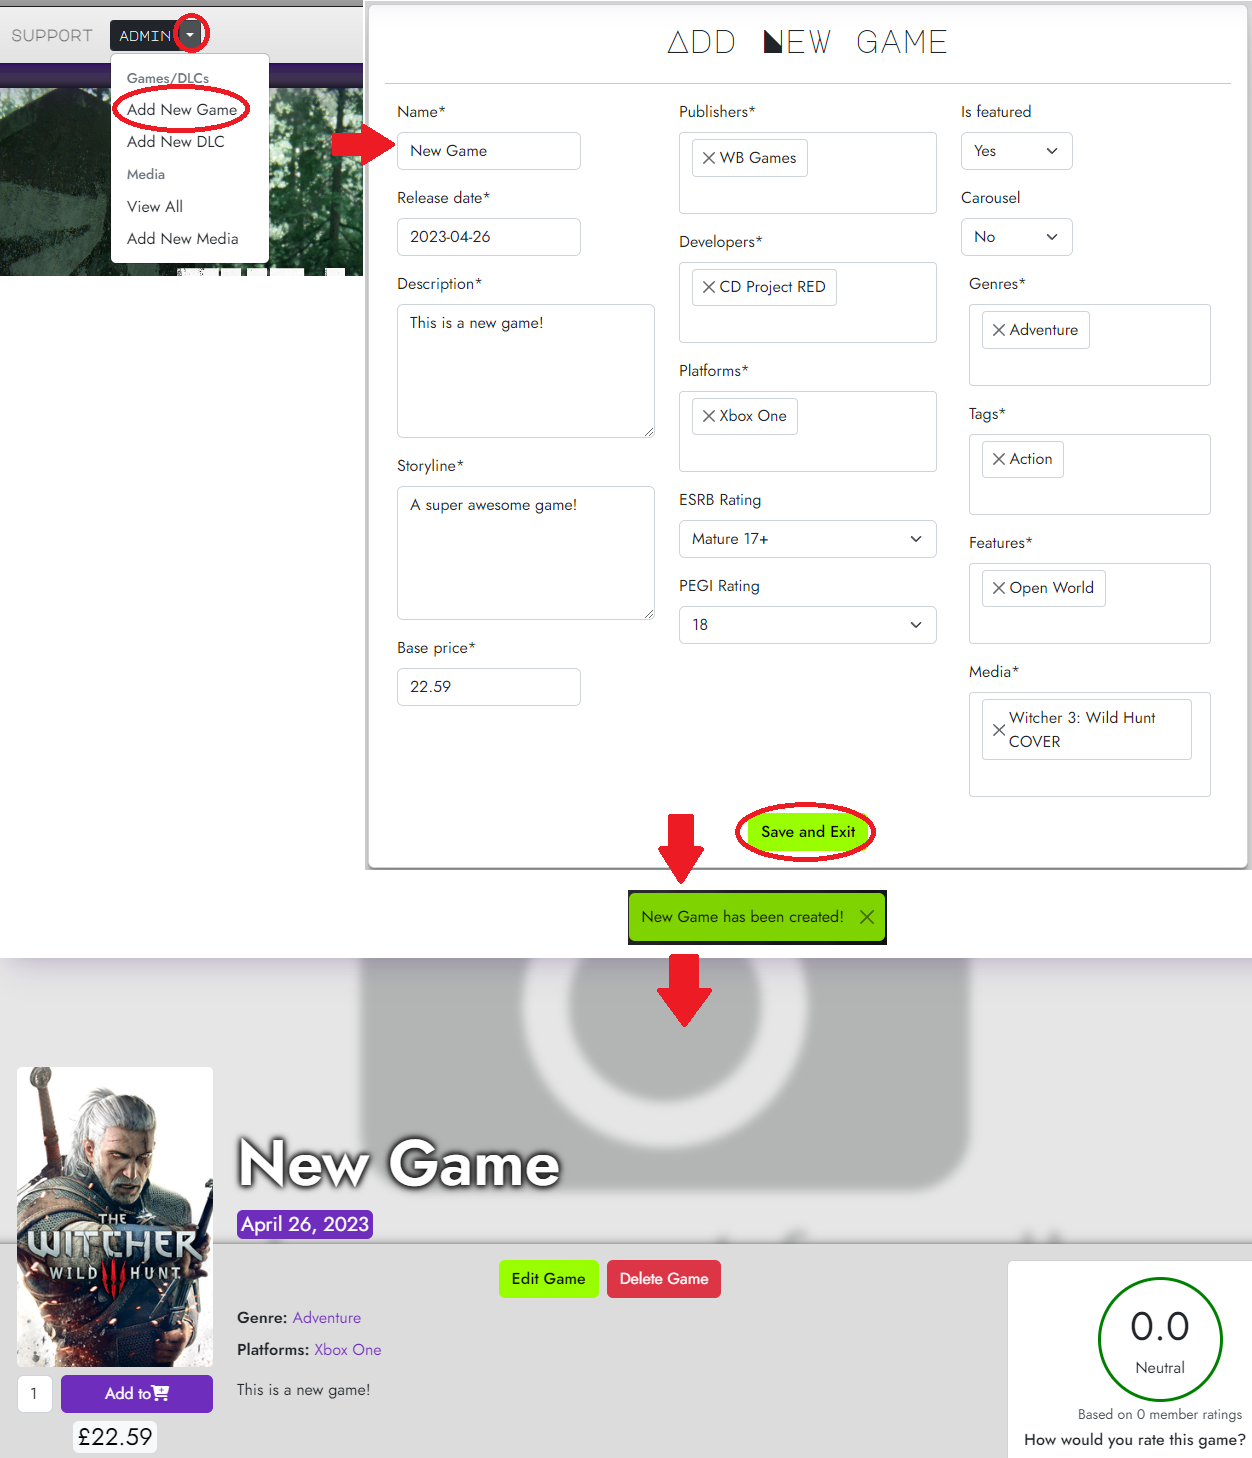 SUPPORT
ADMIN
Games/DLCs
Add New Game
Add New DLC
Media
View All
Add New Media
ADD NEW GAME
Name*
New Game
Release date*
2023-04-26
Description*
This is a new game!
Storyline*
A super awesome game!
Base price*
22.59
Publishers*
WB Games
Developers*
CD Project RED
Platforms*
Xbox One
ESRB Rating
Mature 17+
PEGI Rating
18
Is featured
Yes
Carousel
No
Genres*
Adventure
Tags*
Action
Features*
Open World
Media*
Witcher 3: Wild Hunt
COVER
Save and Exit
New Game has been created!
New Game
April 26, 2023
THE
WITCHER
WILD HUNT
Edit Game
Delete Game
Genre: Adventure
Platforms: Xbox One
This is a new game!
1
Add to
£22.59
0.0
Neutral
Based on 0 member ratings
How would you rate this game?